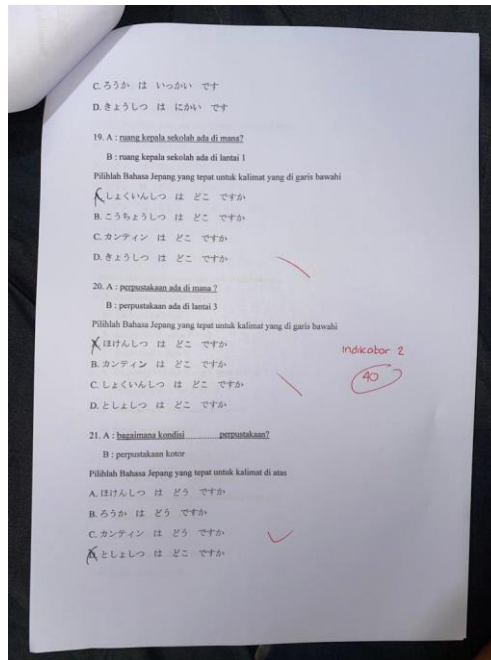 C. ろうか は いっかい です
D. きょうしつ は にかい です
19. A : ruang kepala sekolah ada di mana?
B : ruang kepala sekolah ada di lantai 1
Pilihlah Bahasa Jepang yang tepat untuk kalimat yang di garis bawahi
A. しょくいんしつ は どこ ですか
B. こうちょうしつ は どこ ですか
C. カンティン は どこ ですか
D. きょうしつ は どこ ですか
20. A : perpustakaan ada di mana ?
B : perpustakaan ada di lantai 3
Pilihlah Bahasa Jepang yang tepat untuk kalimat yang di garis bawahi
A. ほけんしつ は どこ ですか
Indikator 2
B. カンティン は どこ ですか
40
C. しょくいんしつ は どこ ですか
D. としょしつ は どこ ですか
21. A : bagaimana kondisi perpustakaan?
B : perpustakaan kotor
Pilihlah Bahasa Jepang yang tepat untuk kalimat di atas
A. ほけんしつ は どう ですか
B. ろうか は どう ですか
C. カンティン は どう ですか
D. としょしつ は どこ ですか